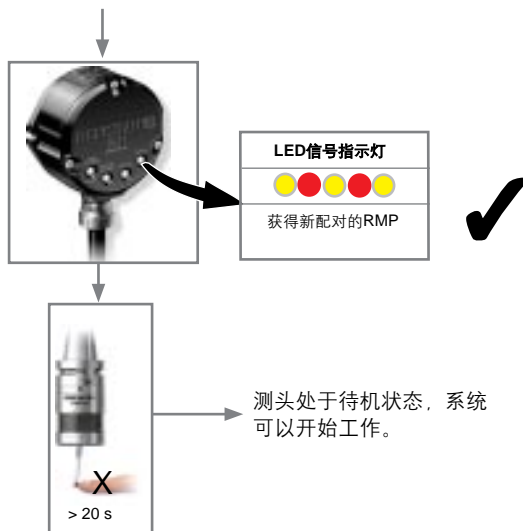 LED信号指示灯
获得新配对的RMP
测头处于待机状态，系统
可以开始工作。
X
> 20 s